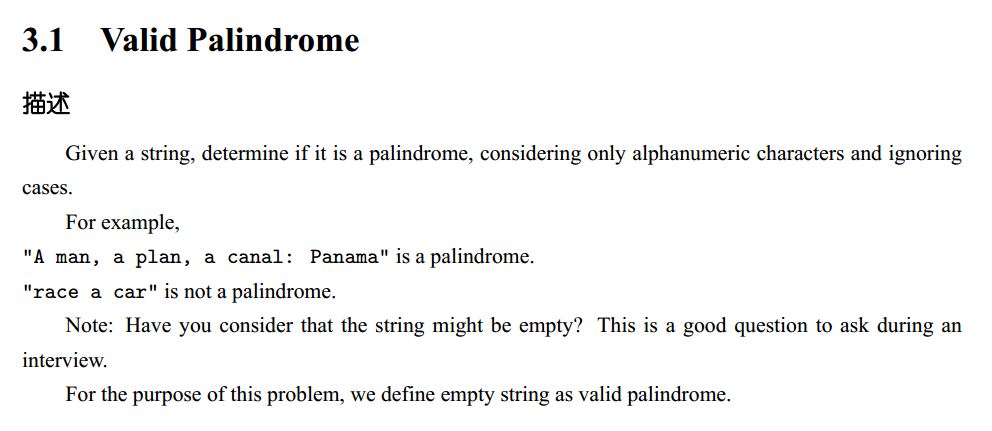 3.1 Valid Palindrome
描述
Given a string, determine if it is a palindrome, considering only alphanumeric characters and ignoring
cases.
For example,
"A man, a plan, a canal: Panama" is a palindrome.
"race a car" is not a palindrome.
Note: Have you consider that the string might be empty? This is a good question to ask during an
interview.
For the purpose of this problem, we define empty string as valid palindrome.